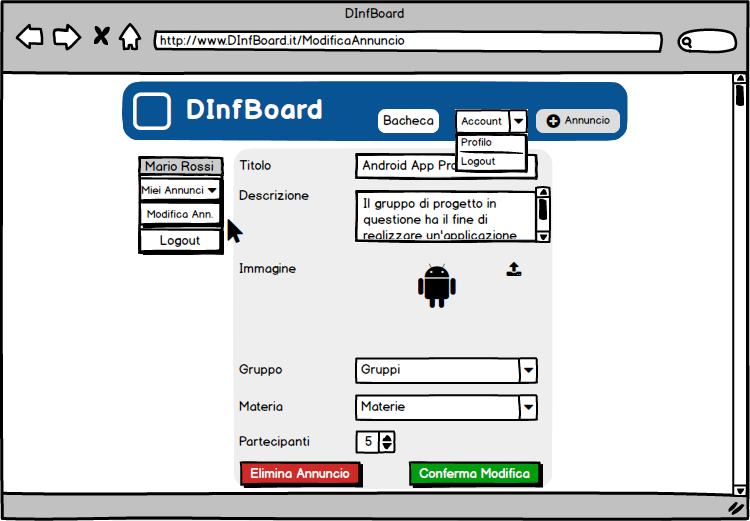 DInfBoard
http://www.DInfBoard.it/ModificaAnnuncio
DInfBoard
Bacheca
Account
Annuncio
Profilo
Logout
Mario Rossi
Miei Annunci
Modifica Ann.
Logout
Titolo
Android App Pro
Descrizione
Il gruppo di progetto in
questione ha il fine di
realizzare un'applicazione
Immagine
Gruppo
Gruppi
Materia
Materie
Partecipanti
5
Elimina Annuncio
Conferma Modifica